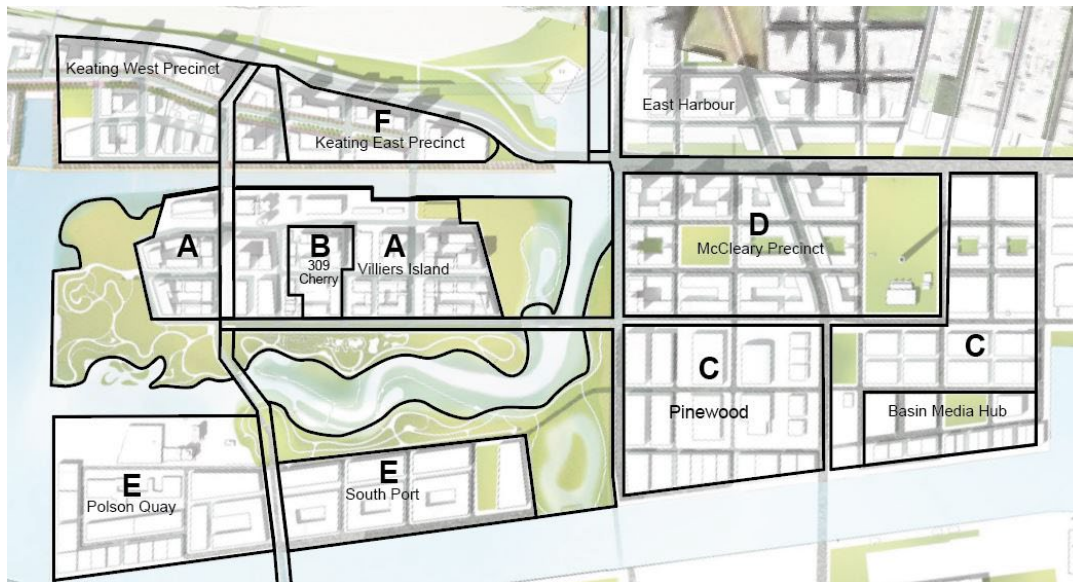 Keating West Precinct
F
Keating East Precinct
East Harbour
A
B
309
Cherry
A
Villiers Island
D
McCleary Precinct
C
Pinewood
C
Basin Media Hub
E
Polson Quay
E
South Port